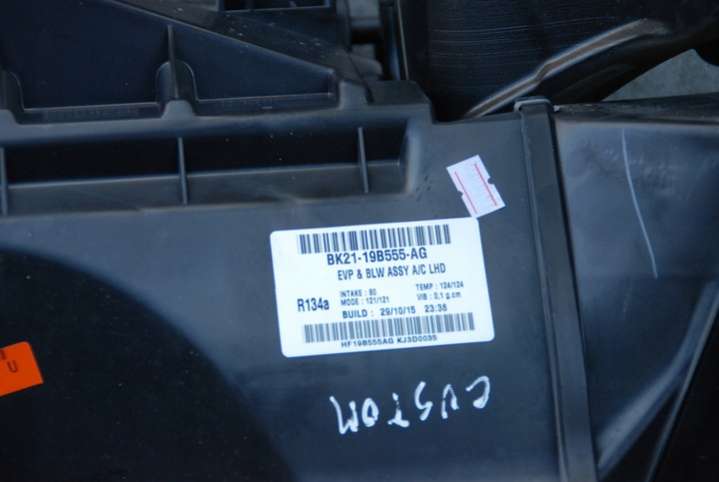 BK21-19B555-AG
EVP & BLW ASSY A/C LHD
R134a
INTAKE : 80 TEMP : 124/124
MODE : 121/121 VIB : 0,1 g.cm
BUILD : 29/10/15 23:35
HF19B555AG KJ3D0035
CUSTOM
U